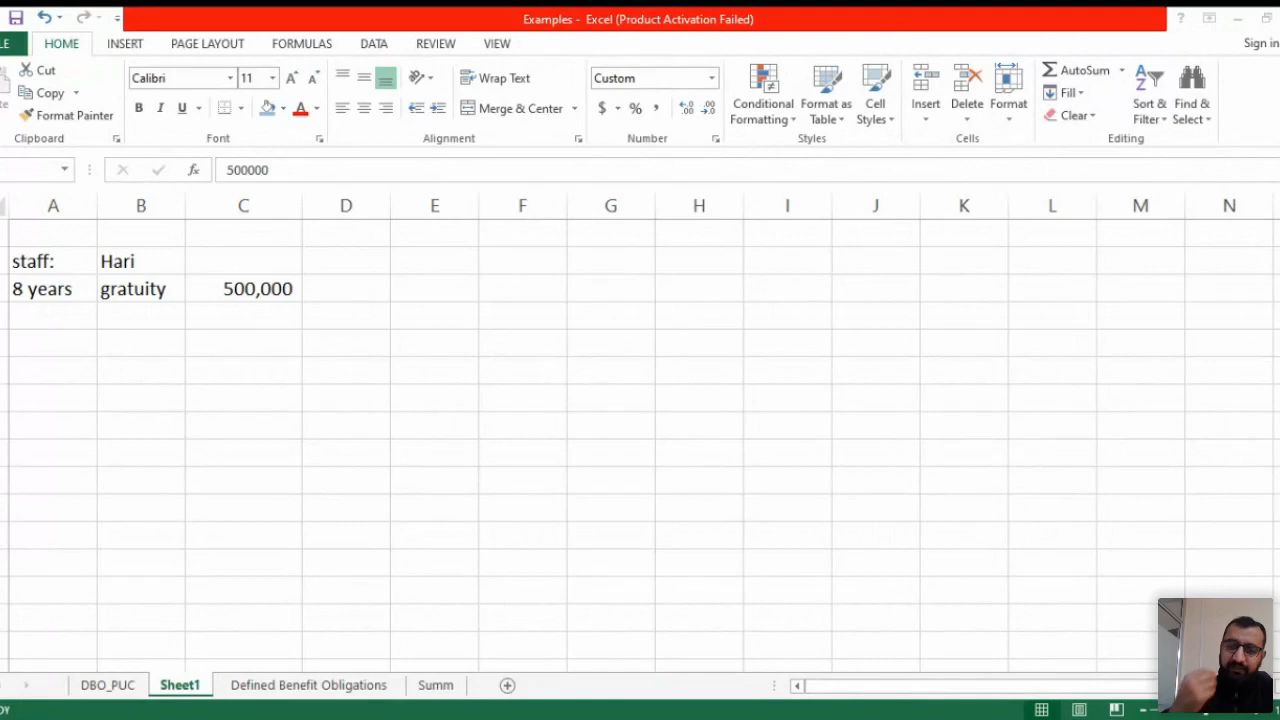 Examples - Excel (Product Activation Failed)
? 
LE HOME INSERT PAGE LAYOUT FORMULAS DATA REVIEW VIEW Sign in
Cut
Copy
Format Painter
Clipboard
Calibri 11
B I U
Font
Wrap Text
Merge & Center
Alignment
Custom
$ % ,
Number
Conditional Formatting
Format as Table
Cell Styles
Styles
Insert Delete Format
Cells
AutoSum
Fill
Clear
Sort & Filter
Find & Select
Editing
fx 500000
A B C D E F G H I J K L M N
staff: Hari
8 years gratuity 500,000
DBO_PUC Sheet1 Defined Benefit Obligations Summ